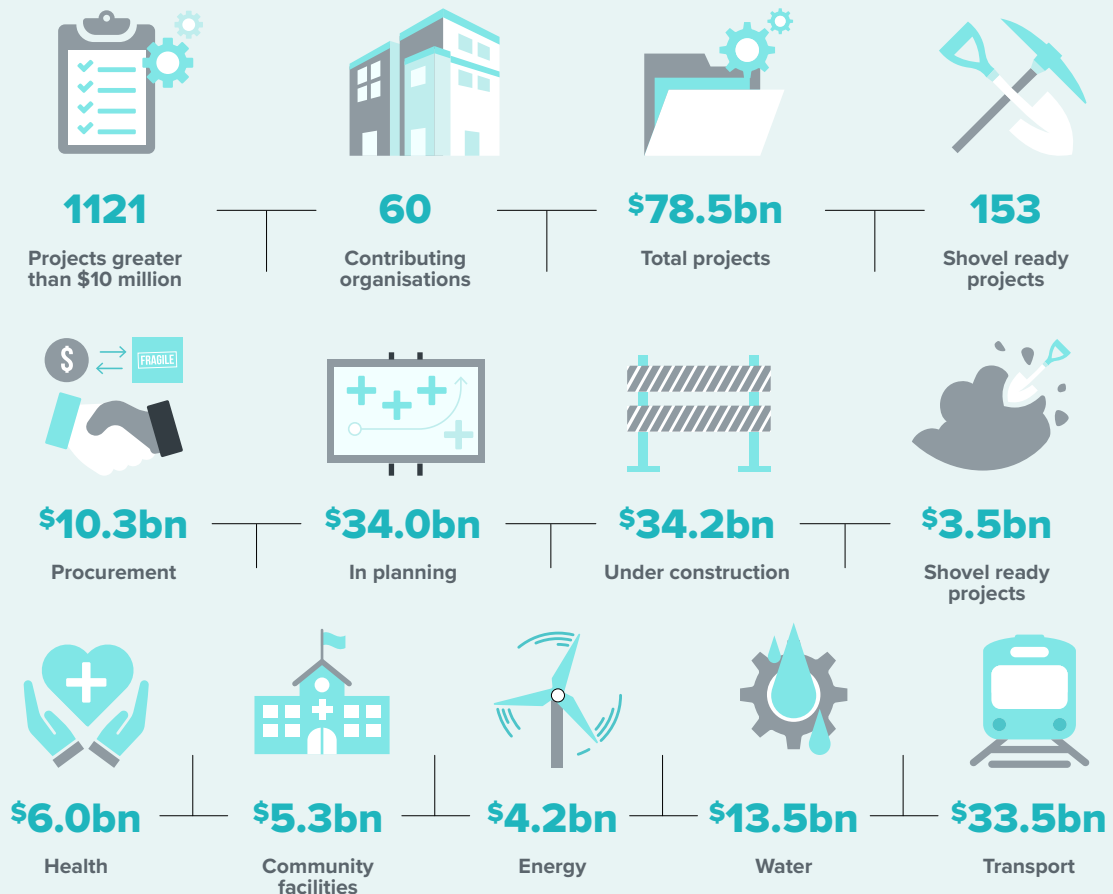 1121
Projects greater
than $10 million
60
Contributing
organisations
$78.5bn
Total projects
153
Shovel ready
projects
$
FRAGILE
$10.3bn
Procurement
$34.0bn
In planning
$34.2bn
Under construction
$3.5bn
Shovel ready
projects
$6.0bn
Health
$5.3bn
Community
facilities
$4.2bn
Energy
$13.5bn
Water
$33.5bn
Transport